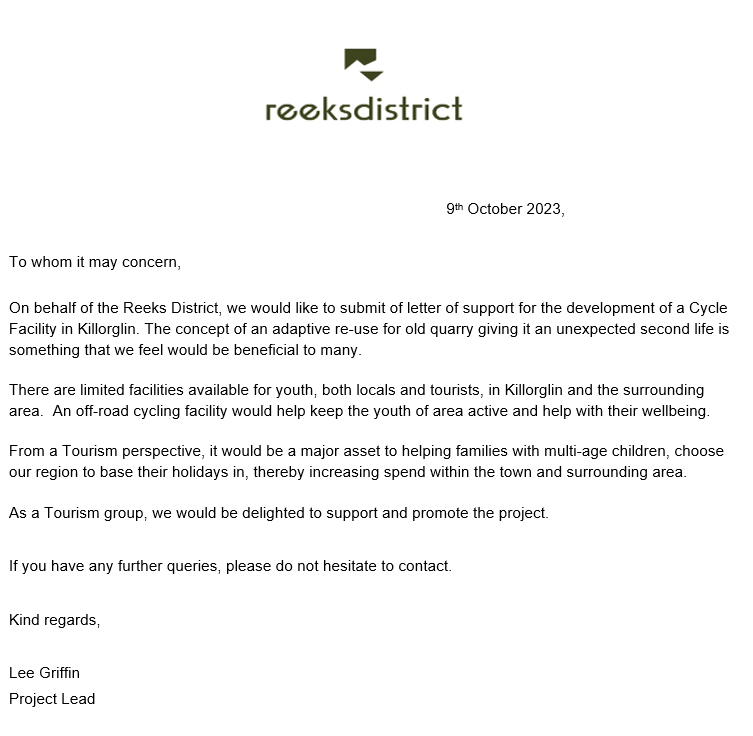 reeksdistrict
9th October 2023,
To whom it may concern,
On behalf of the Reeks District, we would like to submit of letter of support for the development of a Cycle
Facility in Killorglin. The concept of an adaptive re-use for old quarry giving it an unexpected second life is
something that we feel would be beneficial to many.
There are limited facilities available for youth, both locals and tourists, in Killorglin and the surrounding
area.  An off-road cycling facility would help keep the youth of area active and help with their wellbeing.
From a Tourism perspective, it would be a major asset to helping families with multi-age children, choose
our region to base their holidays in, thereby increasing spend within the town and surrounding area.
As a Tourism group, we would be delighted to support and promote the project.
If you have any further queries, please do not hesitate to contact.
Kind regards,
Lee Griffin
Project Lead